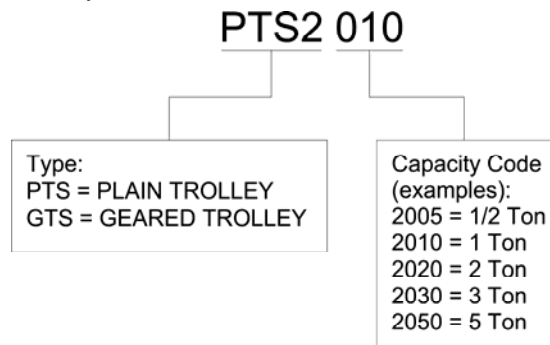 PTS2 010
Type:
PTS = PLAIN TROLLEY
GTS = GEARED TROLLEY
Capacity Code
(examples):
2005 = 1/2 Ton
2010 = 1 Ton
2020 = 2 Ton
2030 = 3 Ton
2050 = 5 Ton